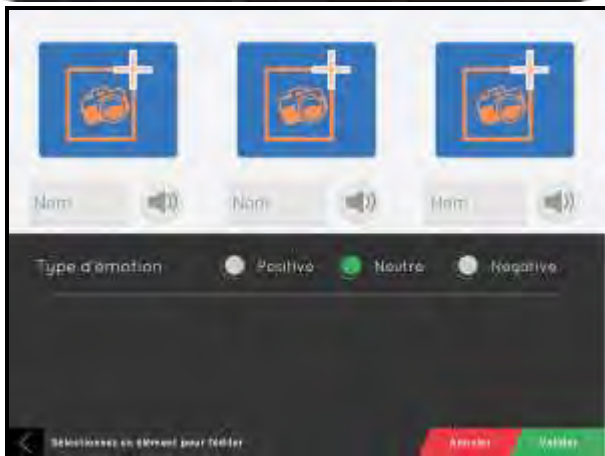 Nom Nom Nom
Type d'émotion Positive Neutre Négative
Sélectionnez un élément pour l'éditer Annuler Valider